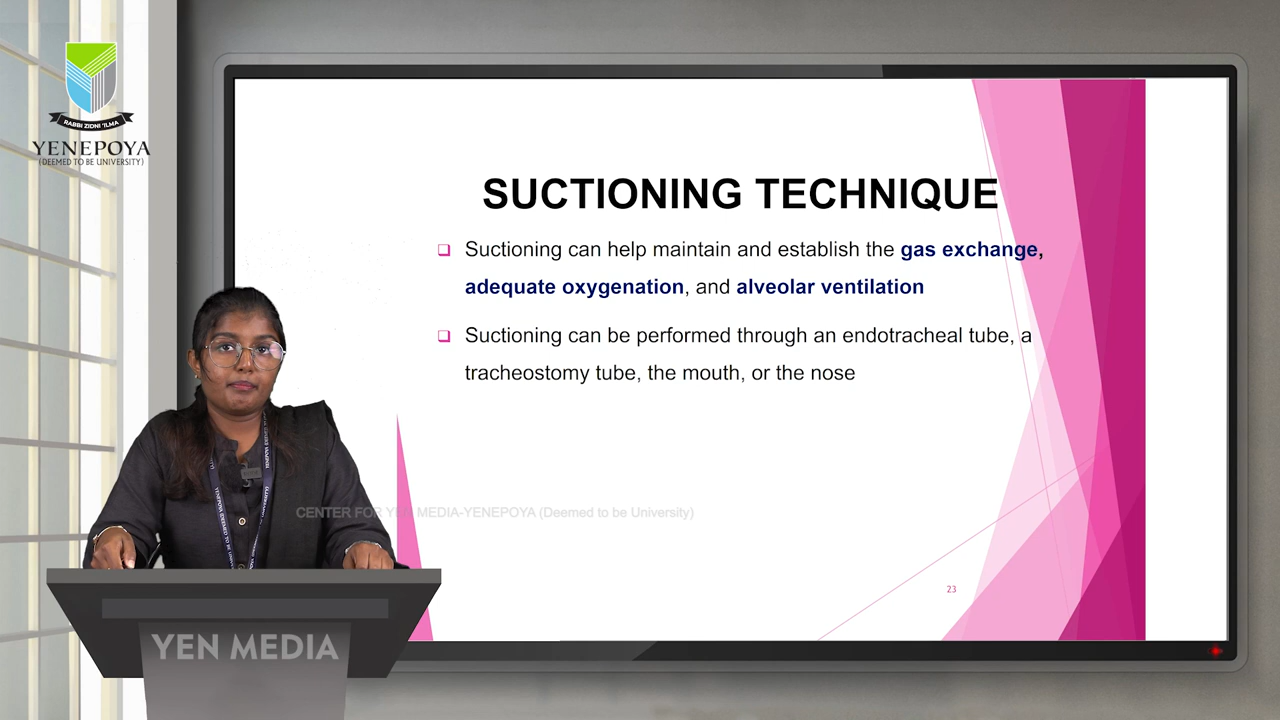 RABBI ZIDNI 'ILMA
YENEPOYA
(DEEMED TO BE UNIVERSITY)
SUCTIONING TECHNIQUE
Suctioning can help maintain and establish the gas exchange,
adequate oxygenation, and alveolar ventilation
Suctioning can be performed through an endotracheal tube, a
tracheostomy tube, the mouth, or the nose
CENTER FOR YEN MEDIA-YENEPOYA (Deemed to be University)
23
YEN MEDIA